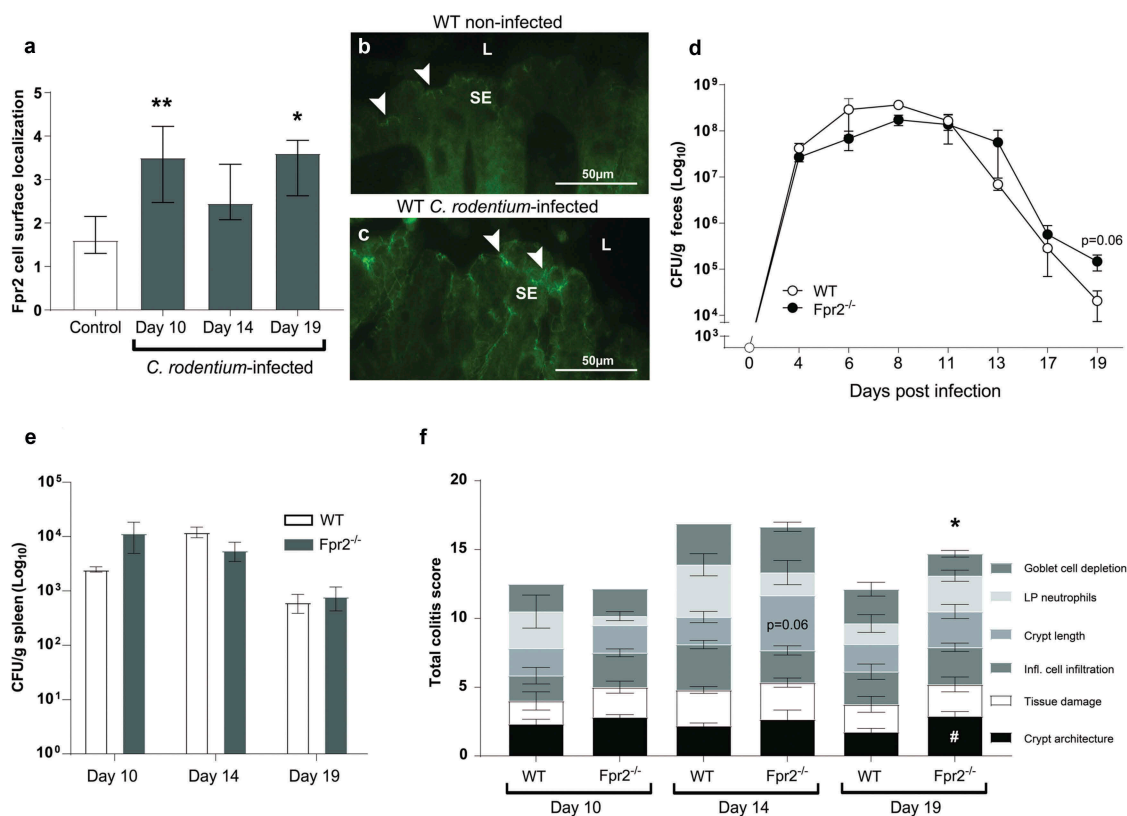 a
Fpr2 cell surface localization
5
4
3
2
1
0
**
*
Control Day 10 Day 14 Day 19
C. rodentium-infected
WT non-infected
b
L
SE
50µm
WT C. rodentium-infected
c
L
SE
50µm
d
CFU/g feces (Log₁₀)
10⁹
10⁸
10⁷
10⁶
10⁵
10⁴
10³
p=0.06
WT
Fpr2⁻/⁻
0 4 6 8 11 13 17 19
Days post infection
e
CFU/g spleen (Log₁₀)
10⁵
10⁴
10³
10²
10¹
10⁰
WT
Fpr2⁻/⁻
Day 10 Day 14 Day 19
f
Total colitis score
20
15
10
5
0
p=0.06
*
#
Goblet cell depletion
LP neutrophils
Crypt length
Infl. cell infiltration
Tissue damage
Crypt architecture
WT Fpr2⁻/⁻ WT Fpr2⁻/⁻ WT Fpr2⁻/⁻
Day 10 Day 14 Day 19